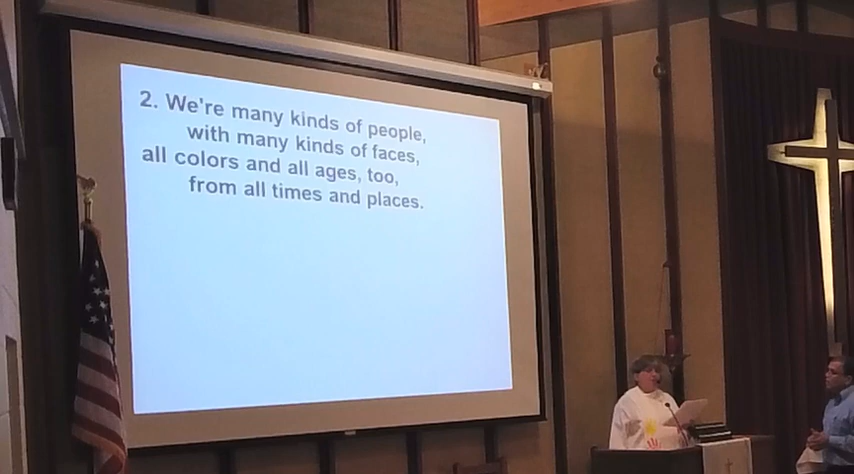 2. We're many kinds of people,
with many kinds of faces,
all colors and all ages, too,
from all times and places.